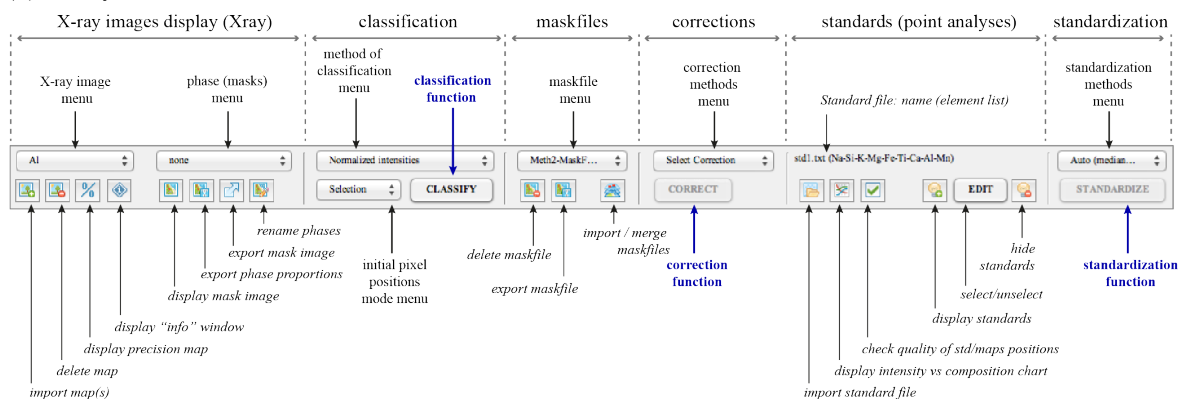 X-ray images display (Xray)
classification
maskfiles
corrections
standards (point analyses)
standardization
X-ray image
menu
phase (masks)
menu
method of
classification
menu
classification
function
maskfile
menu
correction
methods
menu
Standard file: name (element list)
standardization
methods
menu
Al
none
Normalized intensities
Meth2-MaskF...
Select Correction
std1.txt (Na-Si-K-Mg-Fe-Ti-Ca-Al-Mn)
Auto (median...
Selection
CLASSIFY
CORRECT
EDIT
STANDARDIZE
rename phases
export mask image
export phase proportions
display mask image
display “info” window
display precision map
delete map
import map(s)
initial pixel
positions
mode menu
delete maskfile
export maskfile
import / merge
maskfiles
correction
function
hide
standards
select/unselect
display standards
check quality of std/maps positions
display intensity vs composition chart
import standard file
standardization
function